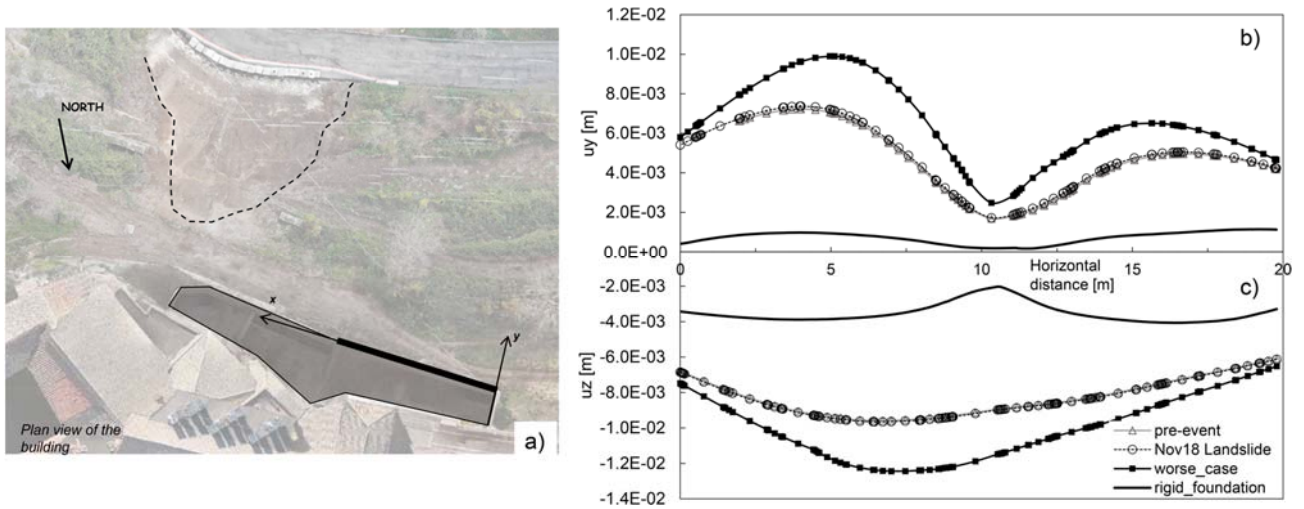 NORTH
x
y
Plan view of the
building
a)
b)
1.2E-02
1.0E-02
8.0E-03
6.0E-03
4.0E-03
2.0E-03
0.0E+00
uy [m]
0
5
10
15
20
Horizontal
distance [m]
c)
-2.0E-03
-4.0E-03
-6.0E-03
-8.0E-03
-1.0E-02
-1.2E-02
-1.4E-02
uz [m]
pre-event
Nov18 Landslide
worse_case
rigid_foundation